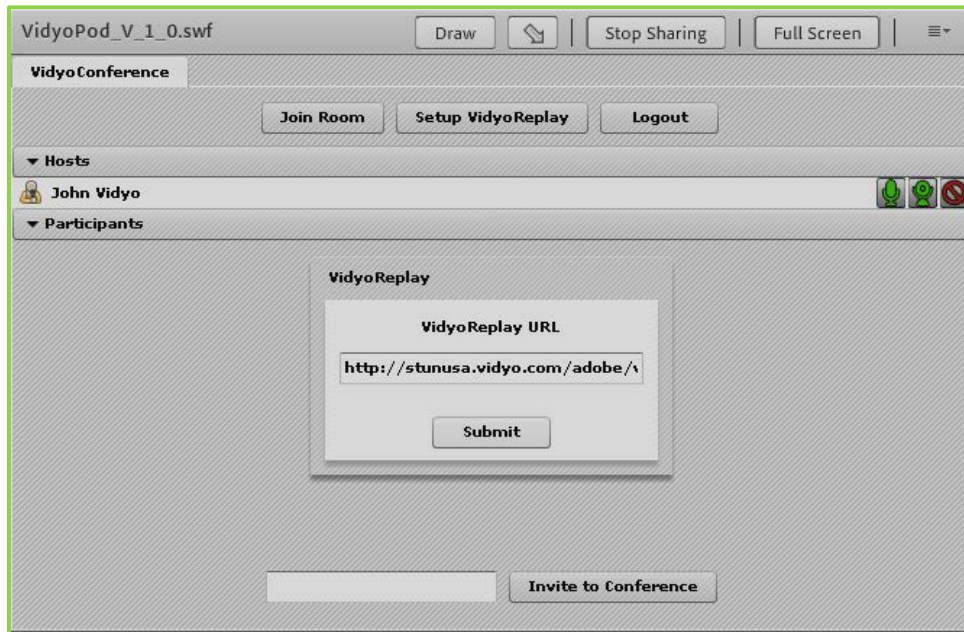 VidyoPod_V_1_0.swf Draw Stop Sharing Full Screen
VidyoConference
Join Room Setup VidyoReplay Logout
Hosts
John Vidyo
Participants
VidyoReplay
VidyoReplay URL
http://stunusa.vidyo.com/adobe/
Submit
Invite to Conference